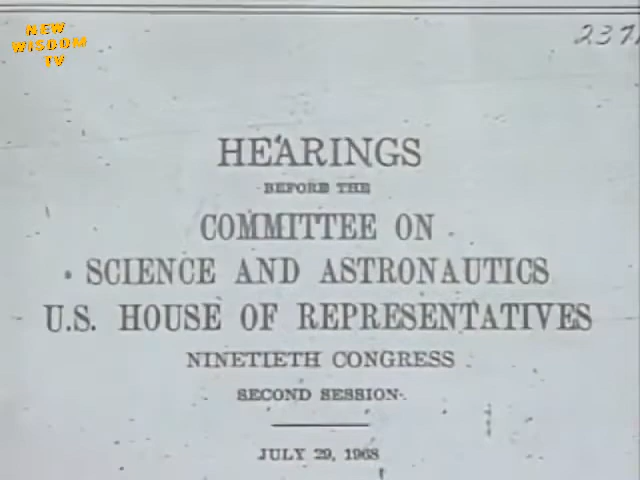 NEW
WISDOM
TV
237
HEARINGS
BEFORE THE
COMMITTEE ON
SCIENCE AND ASTRONAUTICS
U.S. HOUSE OF REPRESENTATIVES
NINETIETH CONGRESS
SECOND SESSION
JULY 29, 1968